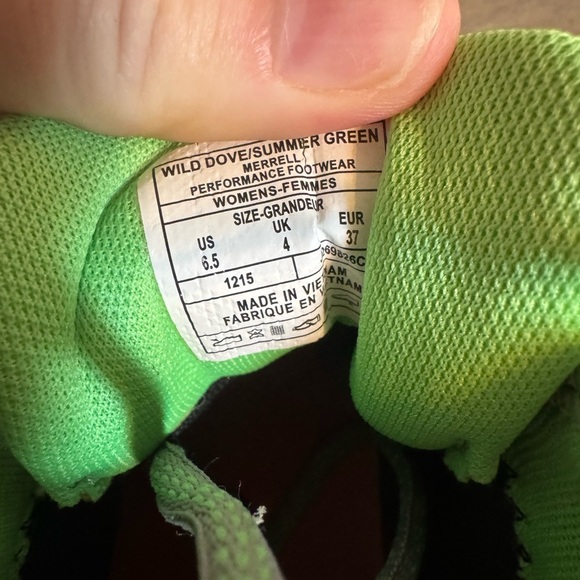 WILD DOVE/SUMMER GREEN
MERRELL
PERFORMANCE FOOTWEAR
WOMENS-FEMMES
SIZE-GRANDEUR
US UK EUR
6.5 4 37
1215
MADE IN
FABRIQUE EN